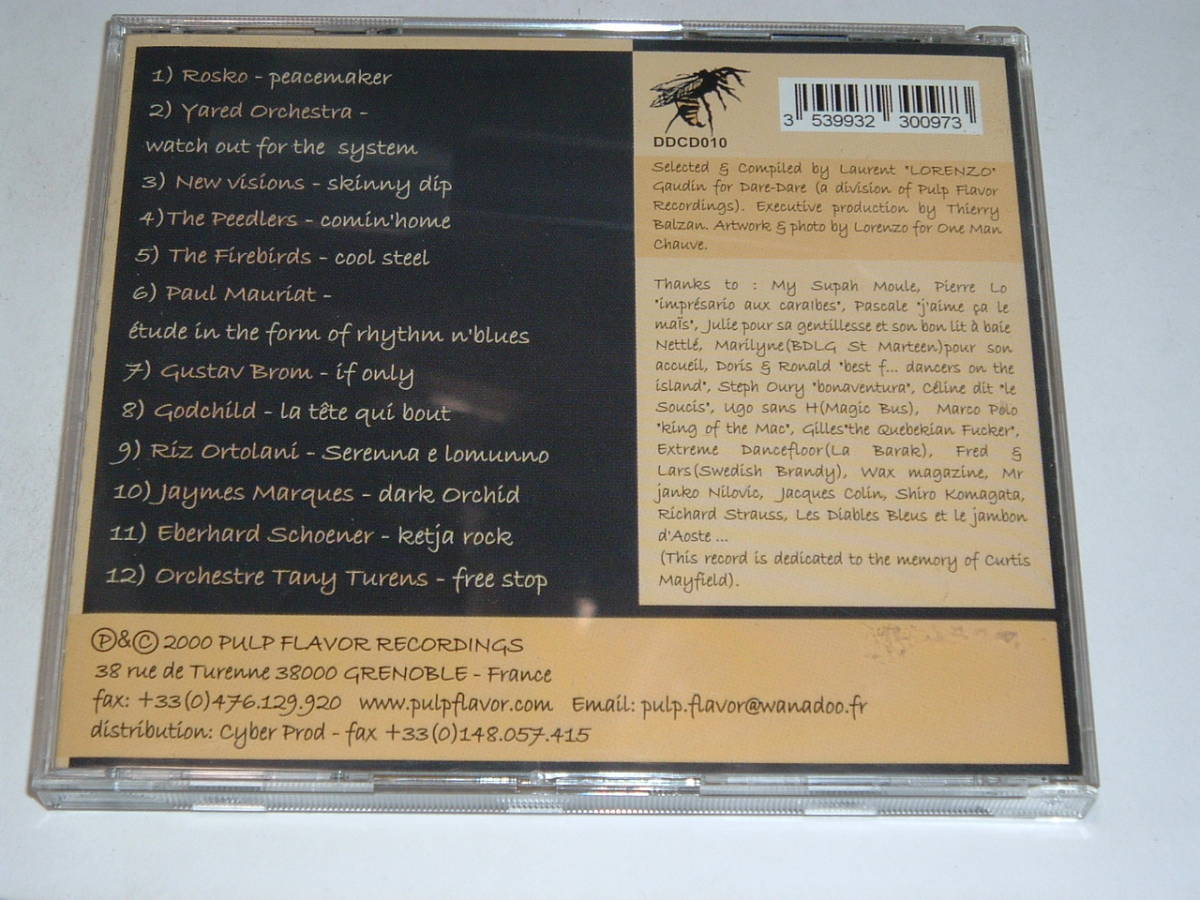 1) Rosko - peacemaker
2) Yared Orchestra -
watch out for the system
3) New visions - skinny dip
4) The Peedlers - comin'home
5) The Firebirds - cool steel
6) Paul Mauriat -
étude in the form of rhythm n'blues
7) Gustav Brom - if only
8) Godchild - la tête qui bout
9) Riz Ortolani - Serenna e lomunno
10) Jaymes Marques - dark Orchid
11) Eberhard Schoener - ketja rock
12) Orchestre Tany Turens - free stop
DDCD010
3 539932 300973
Selected & Compiled by Laurent "LORENZO"
Gaudin for Dare-Dare (a division of Pulp Flavor
Recordings). Executive production by Thierry
Balzan. Artwork & photo by Lorenzo for One Man
Chauve.
Thanks to : My Supah Moule, Pierre Lo
"imprésario aux caraïbes", Pascale "j'aime ça le
maïs", Julie pour sa gentillesse et son bon lit à baie
Nettlé, Marilyne(BDLG St Marteen)pour son
accueil, Doris & Ronald "best f... dancers on the
island", Steph Oury "bonaventura", Céline dit "le
Soucis", Ugo sans H(Magic Bus), Marco Polo
"king of the Mac", Gilles"the Quebekian Fucker",
Extreme Dancefloor(La Barak), Fred &
Lars(Swedish Brandy), Wax magazine, Mr
janko Nilovic, Jacques Colin, Shiro Komagata,
Richard Strauss, Les Diables Bleus et le jambon
d'Aoste ...
(This record is dedicated to the memory of Curtis
Mayfield).
Ⓟ&© 2000 PULP FLAVOR RECORDINGS
38 rue de Turenne 38000 GRENOBLE - France
fax: +33(0)476.129.920 www.pulpflavor.com Email: pulp.flavor@wanadoo.fr
distribution: Cyber Prod - fax +33(0)148.057.415